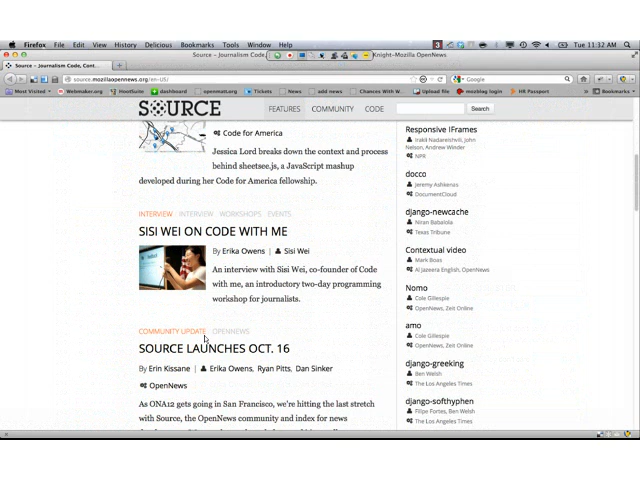 Firefox File Edit View History Delicious Bookmarks Tools Window Help
Tue 11:32 AM
Source – Journalism Code, Cont
Knight-Mozilla OpenNews
Source – Journalism Code, Cont...
source.mozillaopennews.org/en-US/
Google
Most Visited Webmaker.org HootSuite dashboard openmatt.org Tickets News add news Chances With W... Upload file mozblog login HR Passport Bookmarks
SOURCE
FEATURES COMMUNITY CODE
Search
Code for America
Jessica Lord breaks down the context and process
behind sheetsee.js, a JavaScript mashup
developed during her Code for America fellowship.
INTERVIEW INTERVIEW WORKSHOPS EVENTS
SISI WEI ON CODE WITH ME
By Erika Owens | Sisi Wei
An interview with Sisi Wei, co-founder of Code
with me, an introductory two-day programming
workshop for journalists.
COMMUNITY UPDATE OPENNEWS
SOURCE LAUNCHES OCT. 16
By Erin Kissane | Erika Owens, Ryan Pitts, Dan Sinker
OpenNews
As ONA12 gets going in San Francisco, we're hitting the last stretch
with Source, the OpenNews community and index for news
Responsive IFrames
Irakli Nadareishvili, John
Nelson, Andrew Winder
NPR
docco
Jeremy Ashkenas
DocumentCloud
django-newcache
Niran Babalola
Texas Tribune
Contextual video
Mark Boas
Al Jazeera English, OpenNews
Nomo
Cole Gillespie
OpenNews, Zeit Online
amo
Cole Gillespie
OpenNews, Zeit Online
django-greeking
Ben Welsh
The Los Angeles Times
django-softhyphen
Filipe Fortes, Ben Welsh
The Los Angeles Times